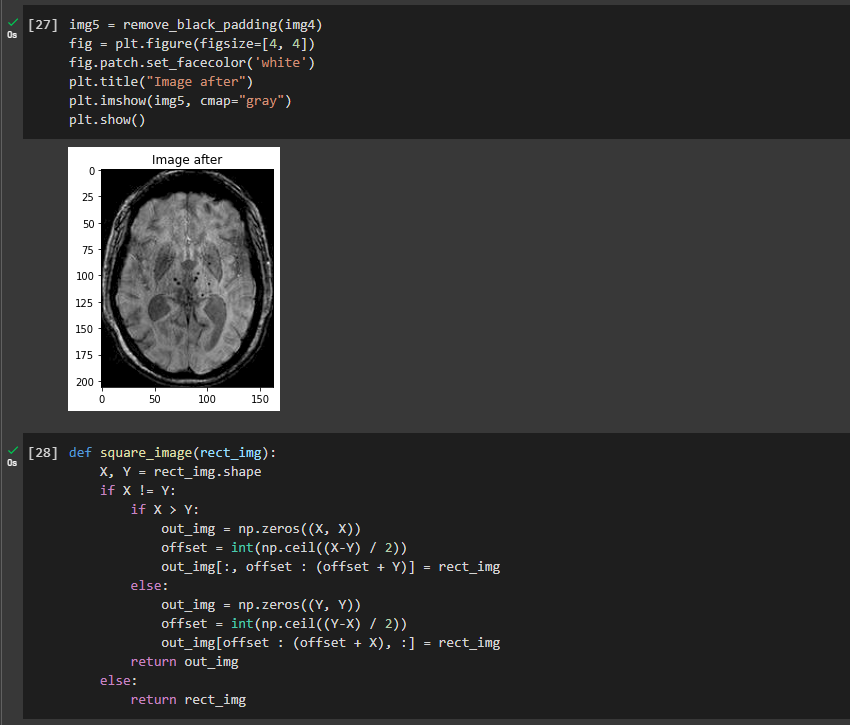 [27] img5 = remove_black_padding(img4)
fig = plt.figure(figsize=[4, 4])
0s
fig.patch.set_facecolor('white')
plt.title("Image after")
plt.imshow(img5, cmap="gray")
plt.show()
Image after
0
25
50
75
100
125
150
175
200
0 50 100 150
[28] def square_image(rect_img):
0s
X, Y = rect_img.shape
if X != Y:
if X > Y:
out_img = np.zeros((X, X))
offset = int(np.ceil((X-Y) / 2))
out_img[:, offset : (offset + Y)] = rect_img
else:
out_img = np.zeros((Y, Y))
offset = int(np.ceil((Y-X) / 2))
out_img[offset : (offset + X), :] = rect_img
return out_img
else:
return rect_img